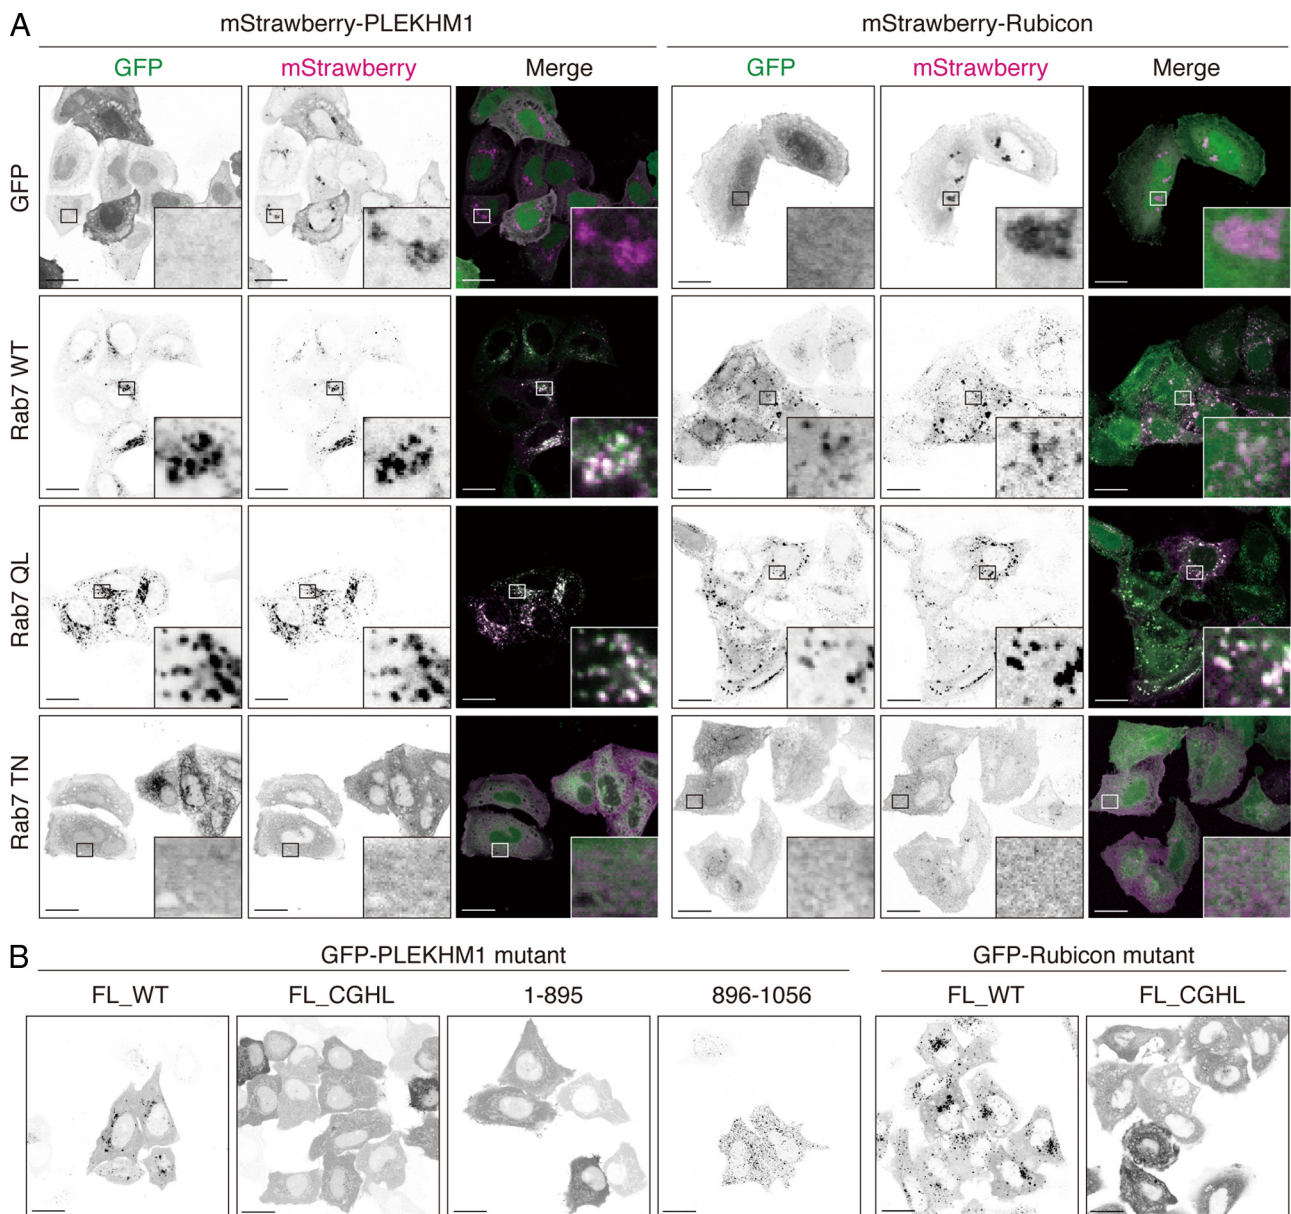 A
mStrawberry-PLEKHM1 mStrawberry-Rubicon
GFP mStrawberry Merge GFP mStrawberry Merge
GFP
Rab7 WT
Rab7 QL
Rab7 TN
B
GFP-PLEKHM1 mutant GFP-Rubicon mutant
FL_WT FL_CGHL 1-895 896-1056 FL_WT FL_CGHL